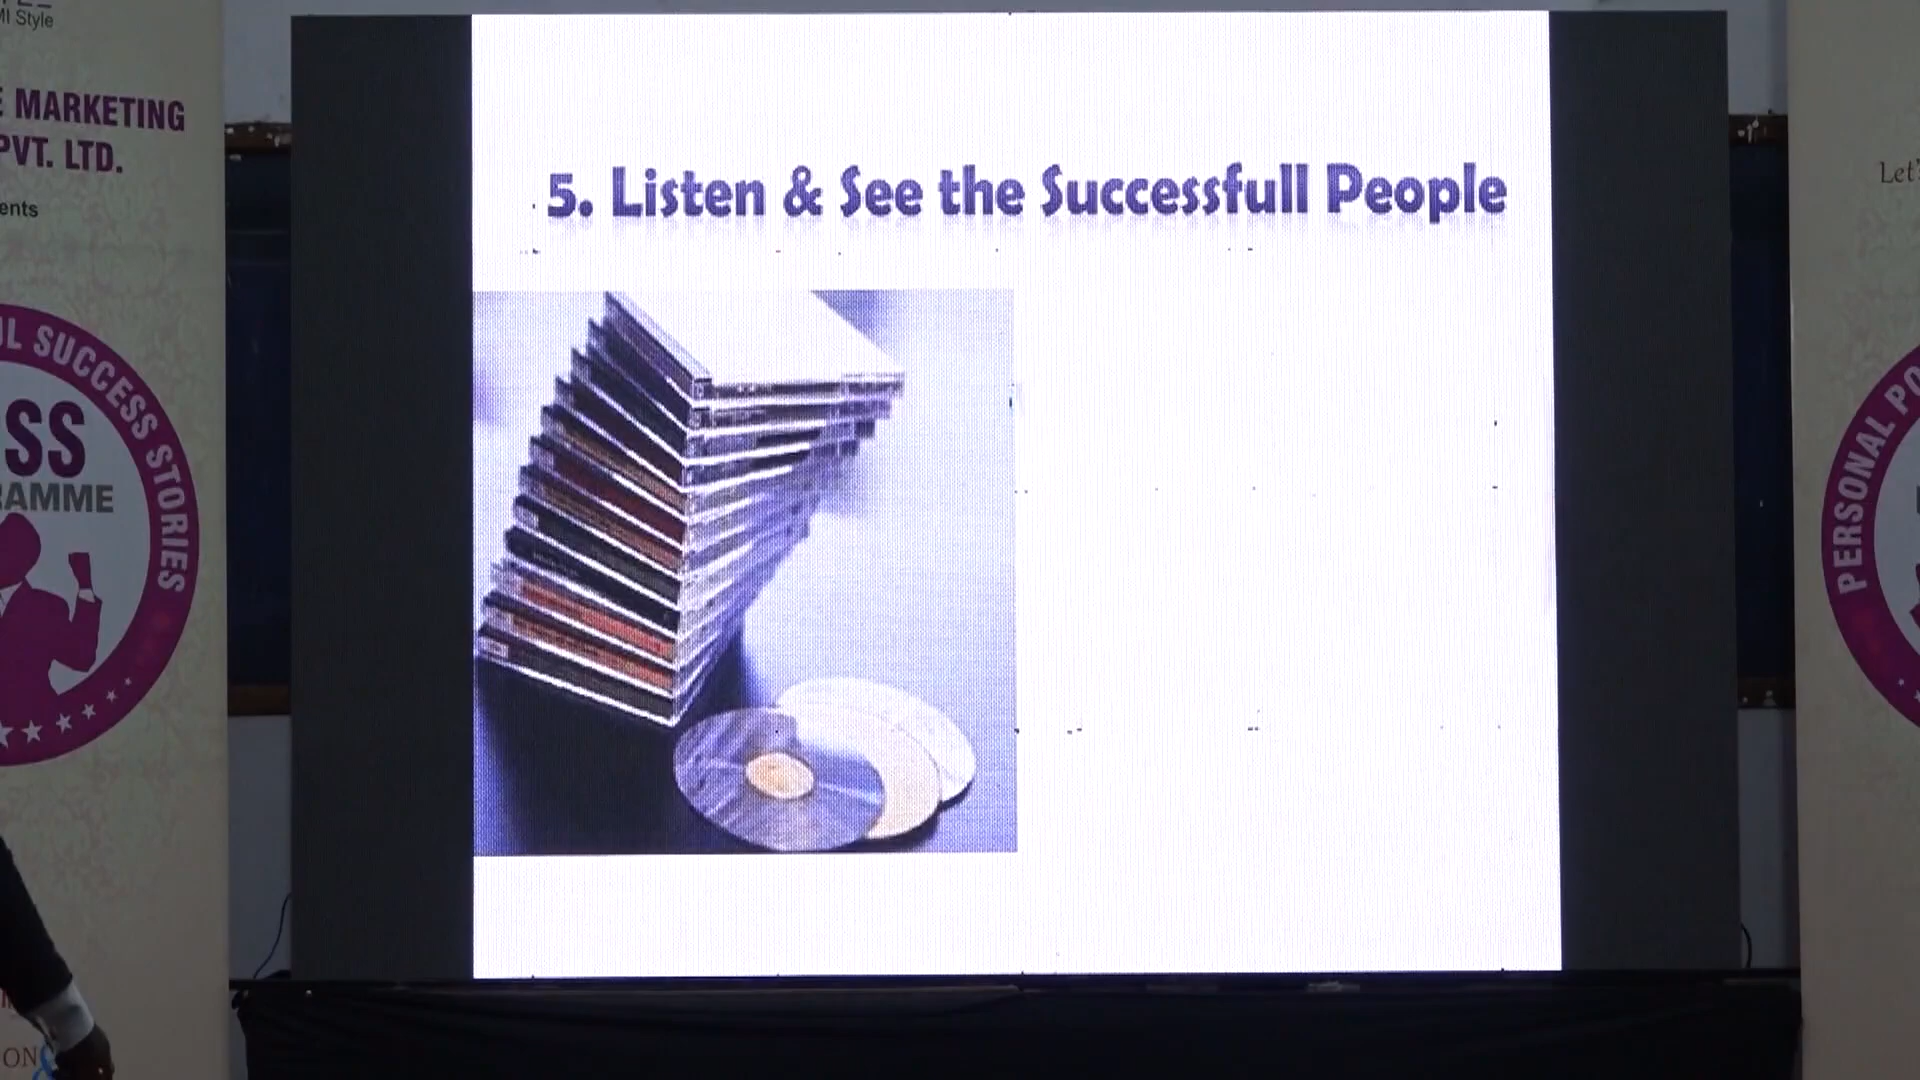 MI Style
MARKETING
PVT. LTD.
5. Listen & See the Successfull People
Let'
SUCCESS STORIES
SS
RAMME
PERSONAL PO
ON&